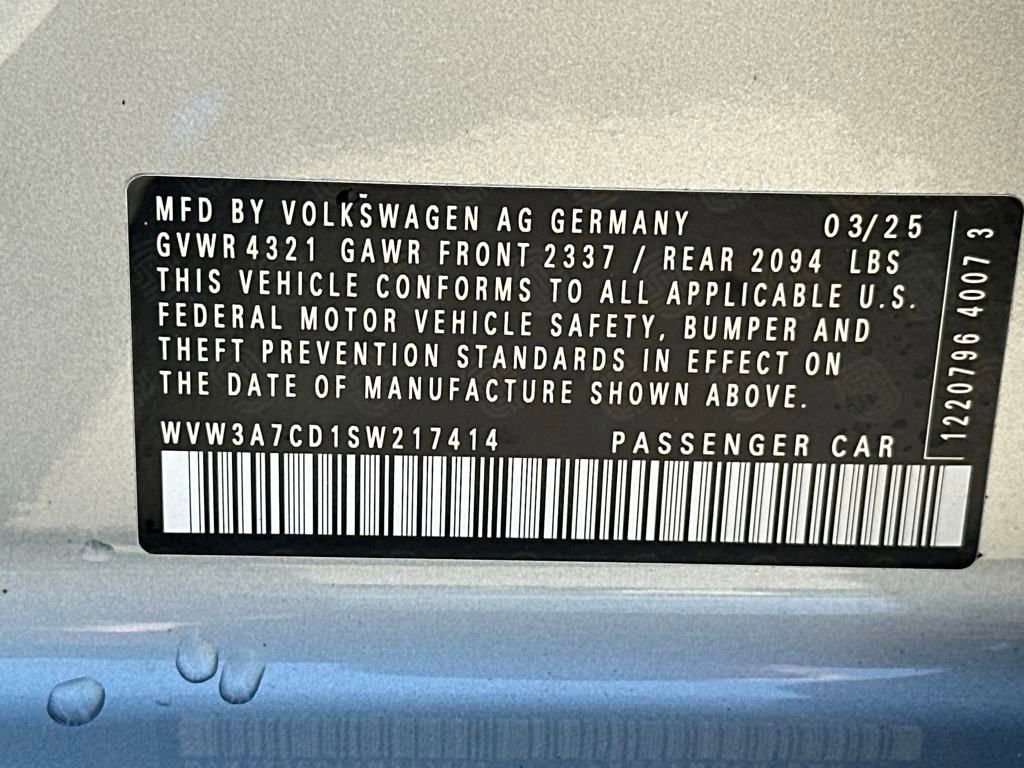 MFD BY VOLKSWAGEN AG GERMANY 03/25
GVWR 4321 GAWR FRONT 2337 / REAR 2094 LBS
THIS VEHICLE CONFORMS TO ALL APPLICABLE U.S.
FEDERAL MOTOR VEHICLE SAFETY, BUMPER AND
THEFT PREVENTION STANDARDS IN EFFECT ON
THE DATE OF MANUFACTURE SHOWN ABOVE.
WVW3A7CD1SW217414 PASSENGER CAR
1220796 4007 3